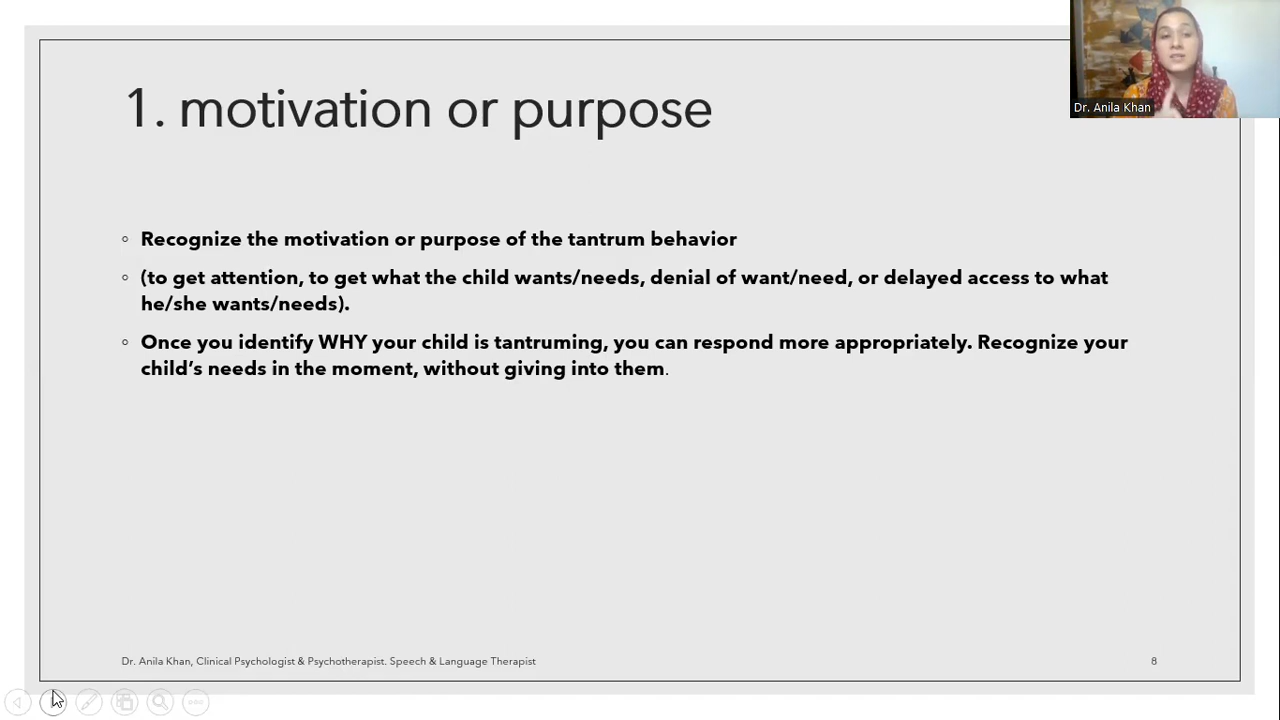 Dr. Anila Khan
1. motivation or purpose
◦ Recognize the motivation or purpose of the tantrum behavior
◦ (to get attention, to get what the child wants/needs, denial of want/need, or delayed access to what
he/she wants/needs).
◦ Once you identify WHY your child is tantruming, you can respond more appropriately. Recognize your
child’s needs in the moment, without giving into them.
Dr. Anila Khan, Clinical Psychologist & Psychotherapist. Speech & Language Therapist
8